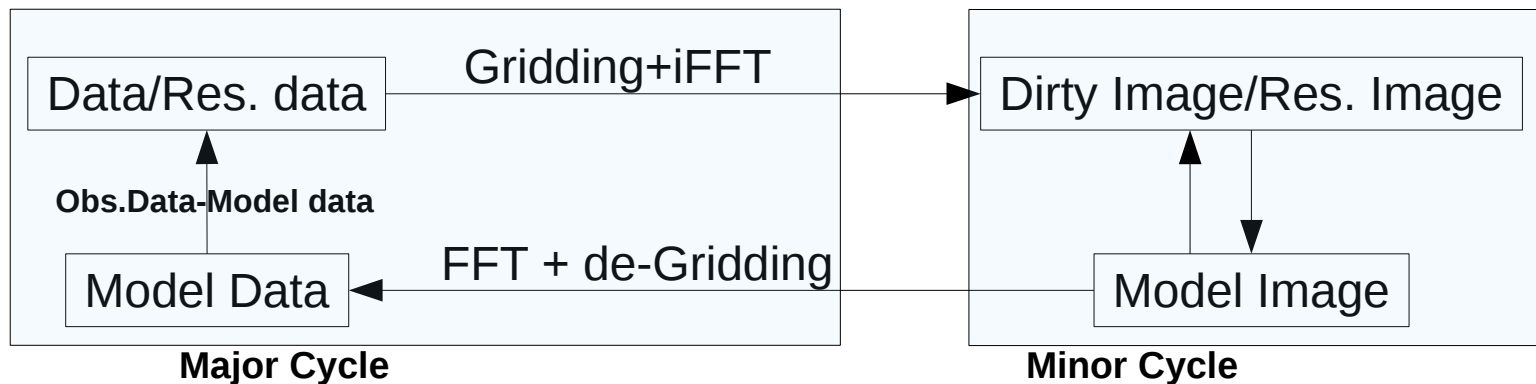 Gridding+iFFT
Data/Res. data
Dirty Image/Res. Image
Obs.Data-Model data
FFT + de-Gridding
Model Data
Model Image
Major Cycle
Minor Cycle